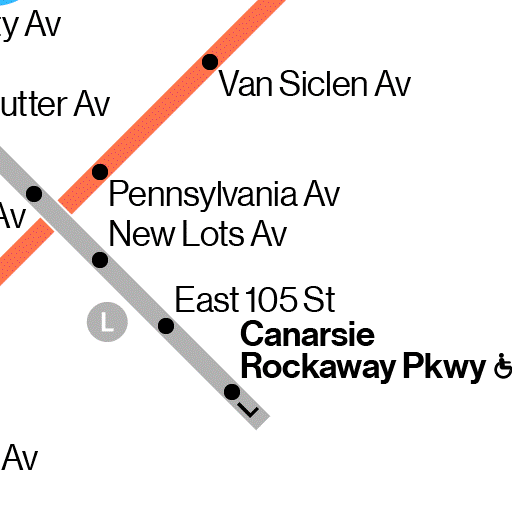 ty Av
Van Siclen Av
utter Av
Pennsylvania Av
Av
New Lots Av
East 105 St
L
Canarsie
Rockaway Pkwy
L
Av